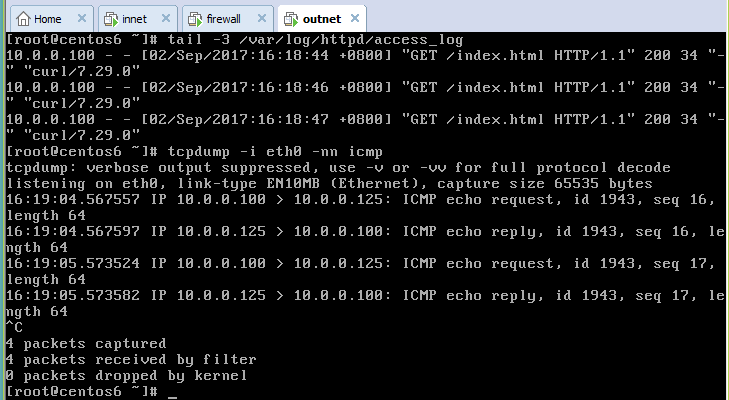 Home innet firewall outnet
[root@centos6 ~]# tail -3 /var/log/httpd/access_log
10.0.0.100 - - [02/Sep/2017:16:18:44 +0800] "GET /index.html HTTP/1.1" 200 34 "-
" "curl/7.29.0"
10.0.0.100 - - [02/Sep/2017:16:18:46 +0800] "GET /index.html HTTP/1.1" 200 34 "-
" "curl/7.29.0"
10.0.0.100 - - [02/Sep/2017:16:18:47 +0800] "GET /index.html HTTP/1.1" 200 34 "-
" "curl/7.29.0"
[root@centos6 ~]# tcpdump -i eth0 -nn icmp
tcpdump: verbose output suppressed, use -v or -vv for full protocol decode
listening on eth0, link-type EN10MB (Ethernet), capture size 65535 bytes
16:19:04.567557 IP 10.0.0.100 > 10.0.0.125: ICMP echo request, id 1943, seq 16,
length 64
16:19:04.567597 IP 10.0.0.125 > 10.0.0.100: ICMP echo reply, id 1943, seq 16, le
ngth 64
16:19:05.573524 IP 10.0.0.100 > 10.0.0.125: ICMP echo request, id 1943, seq 17,
length 64
16:19:05.573582 IP 10.0.0.125 > 10.0.0.100: ICMP echo reply, id 1943, seq 17, le
ngth 64
^C
4 packets captured
4 packets received by filter
0 packets dropped by kernel
[root@centos6 ~]# _